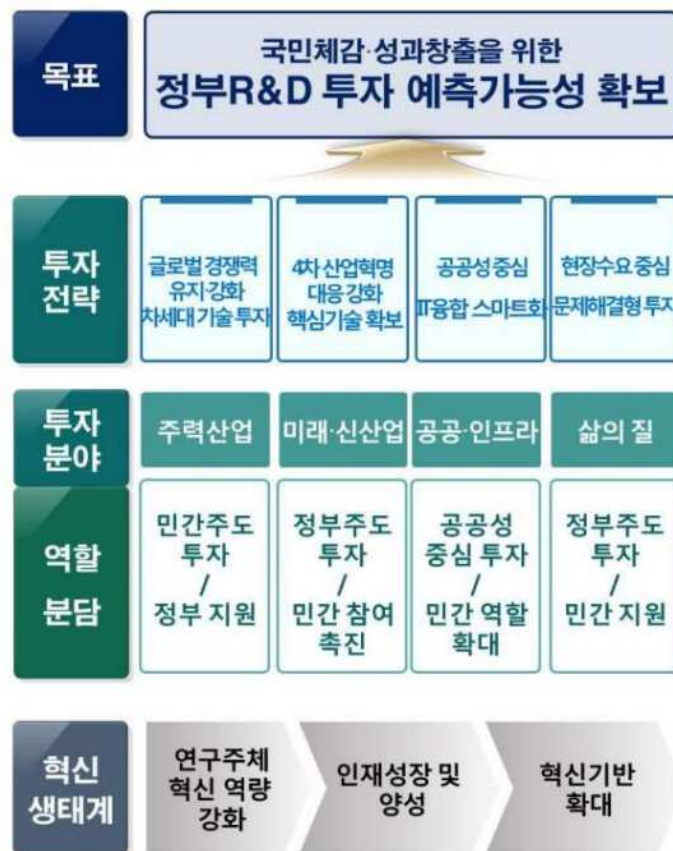 목표
국민체감·성과창출을 위한
정부R&D 투자 예측가능성 확보
투자
전략
글로벌 경쟁력
유지·강화
차세대 기술 투자
4차 산업혁명
대응 강화
핵심기술 확보
공공성 중심
IT융합 스마트화
현장수요 중심
문제해결형 투자
투자
분야
주력산업
미래·신산업
공공·인프라
삶의 질
역할
분담
민간주도
투자
/
정부 지원
정부주도
투자
/
민간 참여
촉진
공공성
중심 투자
/
민간 역할
확대
정부주도
투자
/
민간 지원
혁신
생태계
연구주체
혁신 역량
강화
인재성장 및
양성
혁신기반
확대